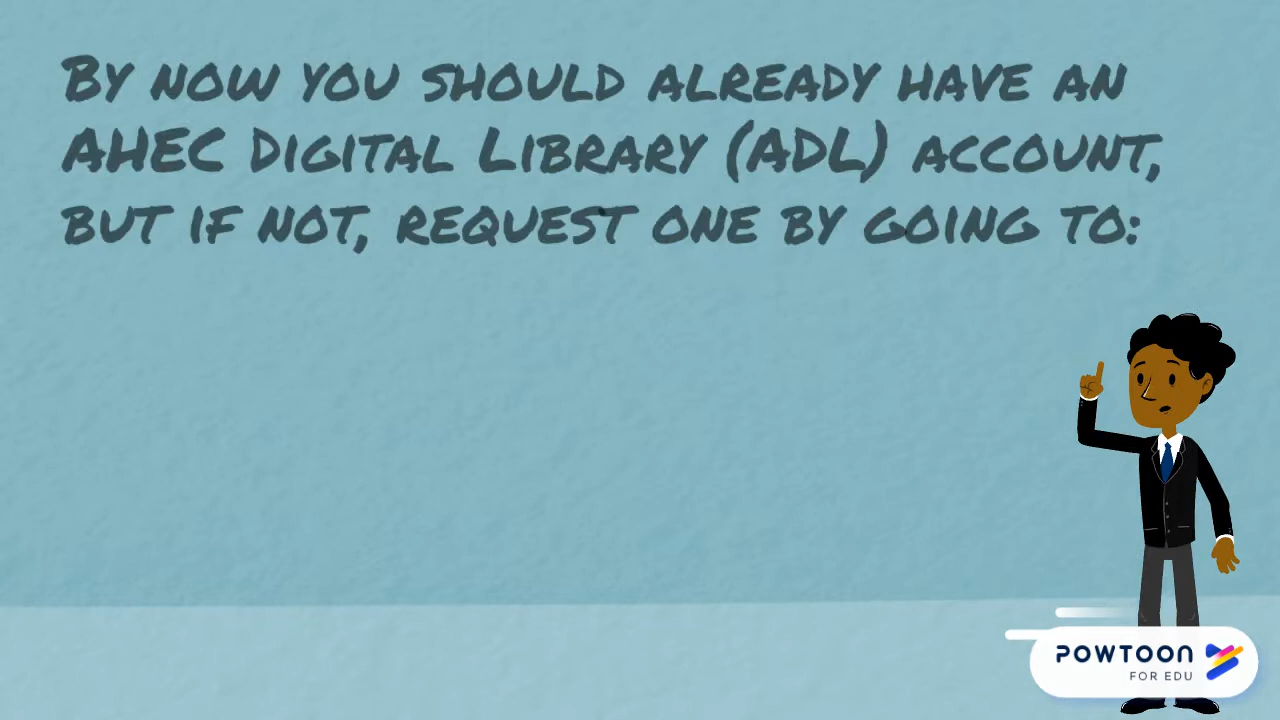 By now you should already have an
AHEC Digital Library (ADL) account,
but if not, request one by going to:
POWTOON
FOR EDU